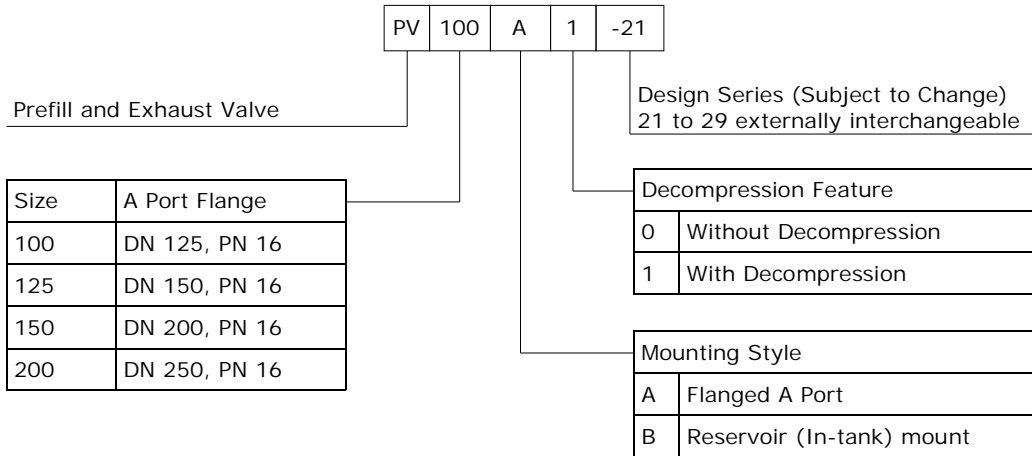 PV 100 A 1 -21
Prefill and Exhaust Valve
Design Series (Subject to Change)
21 to 29 externally interchangeable
Size A Port Flange
100 DN 125, PN 16
125 DN 150, PN 16
150 DN 200, PN 16
200 DN 250, PN 16
Decompression Feature
0 Without Decompression
1 With Decompression
Mounting Style
A Flanged A Port
B Reservoir (In-tank) mount